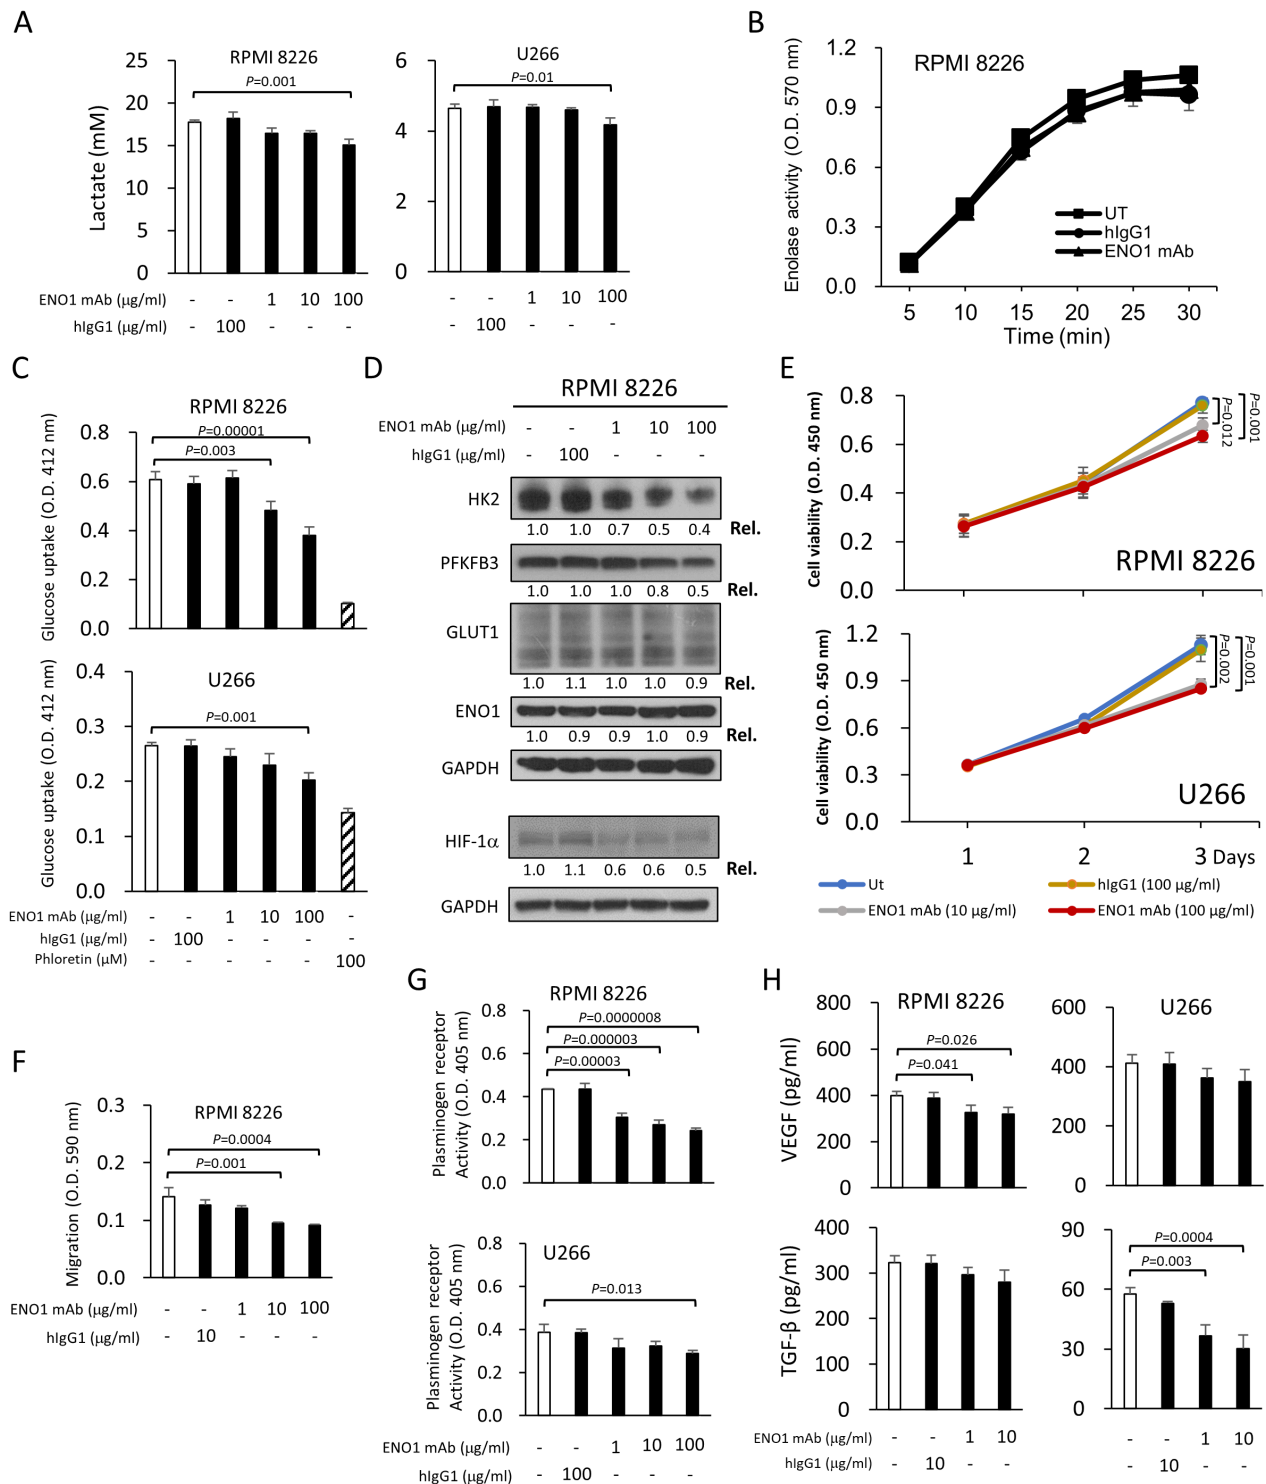 A
RPMI 8226
U266
Lactate (mM)
25
20
15
10
5
0
P=0.001
6
4
2
0
P=0.01
ENO1 mAb (μg/ml) - - 1 10 100 - - 1 10 100
hIgG1 (μg/ml) - 100 - - - - 100 - - -
B
RPMI 8226
Enolase activity (O.D. 570 nm)
1.2
0.9
0.6
0.3
0.0
UT
hIgG1
ENO1 mAb
5 10 15 20 25 30
Time (min)
C
RPMI 8226
Glucose uptake (O.D. 412 nm)
0.8
0.6
0.4
0.2
0.0
P=0.00001
P=0.003
U266
Glucose uptake (O.D. 412 nm)
0.4
0.3
0.2
0.1
0.0
P=0.001
ENO1 mAb (μg/ml) - - 1 10 100 -
hIgG1 (μg/ml) - 100 - - - -
Phloretin (μM) - - - - - 100
D
RPMI 8226
ENO1 mAb (μg/ml) - - 1 10 100
hIgG1 (μg/ml) - 100 - - -
HK2
1.0 1.0 0.7 0.5 0.4 Rel.
PFKFB3
1.0 1.0 1.0 0.8 0.5 Rel.
GLUT1
1.0 1.1 1.0 1.0 0.9 Rel.
ENO1
1.0 0.9 0.9 1.0 0.9 Rel.
GAPDH
HIF-1α
1.0 1.1 0.6 0.6 0.5 Rel.
GAPDH
E
Cell viability (O.D. 450 nm)
0.8
0.6
0.4
0.2
0.0
P=0.012
P=0.001
RPMI 8226
Cell viability (O.D. 450 nm)
1.2
0.9
0.6
0.3
0.0
P=0.002
P=0.001
U266
1 2 3 Days
Ut
hIgG1 (100 μg/ml)
ENO1 mAb (10 μg/ml)
ENO1 mAb (100 μg/ml)
F
RPMI 8226
Migration (O.D. 590 nm)
0.3
0.2
0.1
0.0
P=0.0004
P=0.001
ENO1 mAb (μg/ml) - - 1 10 100
hIgG1 (μg/ml) - 10 - - -
G
RPMI 8226
Plasminogen receptor
Activity (O.D. 405 nm)
0.8
0.6
0.4
0.2
0.0
P=0.0000008
P=0.000003
P=0.00003
U266
Plasminogen receptor
Activity (O.D. 405 nm)
0.8
0.6
0.4
0.2
0.0
P=0.013
ENO1 mAb (μg/ml) - - 1 10 100
hIgG1 (μg/ml) - 100 - - -
H
RPMI 8226
U266
VEGF (pg/ml)
800
600
400
200
0
P=0.026
P=0.041
600
400
200
0
TGF-β (pg/ml)
400
300
200
100
0
90
60
30
0
P=0.0004
P=0.003
ENO1 mAb (μg/ml) - - 1 10 - - 1 10
hIgG1 (μg/ml) - 10 - - - 10 - -